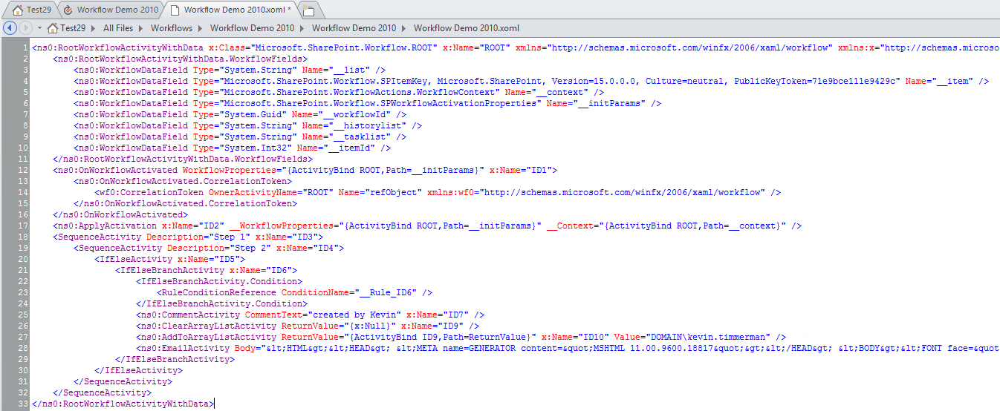 Test29 Workflow Demo 2010 Workflow Demo 2010.xoml *
Test29 All Files Workflows Workflow Demo 2010 Workflow Demo 2010 Workflow Demo 2010.xoml
1 <ns0:RootWorkflowActivityWithData x:Class="Microsoft.SharePoint.Workflow.ROOT" x:Name="ROOT" xmlns="http://schemas.microsoft.com/winfx/2006/xaml/workflow" xmlns:x="http://schemas.microso
2 <ns0:RootWorkflowActivityWithData.WorkflowFields>
3 <ns0:WorkflowDataField Type="System.String" Name="__list" />
4 <ns0:WorkflowDataField Type="Microsoft.SharePoint.Workflow.SPItemKey, Microsoft.SharePoint, Version=15.0.0.0, Culture=neutral, PublicKeyToken=71e9bce111e9429c" Name="__item" />
5 <ns0:WorkflowDataField Type="Microsoft.SharePoint.WorkflowActions.WorkflowContext" Name="__context" />
6 <ns0:WorkflowDataField Type="Microsoft.SharePoint.Workflow.SPWorkflowActivationProperties" Name="__initParams" />
7 <ns0:WorkflowDataField Type="System.Guid" Name="__workflowId" />
8 <ns0:WorkflowDataField Type="System.String" Name="__historylist" />
9 <ns0:WorkflowDataField Type="System.String" Name="__tasklist" />
10 <ns0:WorkflowDataField Type="System.Int32" Name="__itemId" />
11 </ns0:RootWorkflowActivityWithData.WorkflowFields>
12 <ns0:OnWorkflowActivated WorkflowProperties="{ActivityBind ROOT,Path=__initParams}" x:Name="ID1">
13 <ns0:OnWorkflowActivated.CorrelationToken>
14 <wf0:CorrelationToken OwnerActivityName="ROOT" Name="refObject" xmlns:wf0="http://schemas.microsoft.com/winfx/2006/xaml/workflow" />
15 </ns0:OnWorkflowActivated.CorrelationToken>
16 </ns0:OnWorkflowActivated>
17 <ns0:ApplyActivation x:Name="ID2" __WorkflowProperties="{ActivityBind ROOT,Path=__initParams}" __Context="{ActivityBind ROOT,Path=__context}" />
18 <SequenceActivity Description="Step 1" x:Name="ID3">
19 <SequenceActivity Description="Step 2" x:Name="ID4">
20 <IfElseActivity x:Name="ID5">
21 <IfElseBranchActivity x:Name="ID6">
22 <IfElseBranchActivity.Condition>
23 <RuleConditionReference ConditionName="__Rule_ID6" />
24 </IfElseBranchActivity.Condition>
25 <ns0:CommentActivity CommentText="created by Kevin" x:Name="ID7" />
26 <ns0:ClearArrayListActivity ReturnValue="{x:Null}" x:Name="ID9" />
27 <ns0:AddToArrayListActivity ReturnValue="{ActivityBind ID9,Path=ReturnValue}" x:Name="ID10" Value="DOMAIN\kevin.timmerman" />
28 <ns0:EmailActivity Body="&lt;HTML&gt;&lt;HEAD&gt; &lt;META name=GENERATOR content=&quot;MSHTML 11.00.9600.18817&quot;&gt;&lt;/HEAD&gt; &lt;BODY&gt;&lt;FONT face=&quot
29 </IfElseBranchActivity>
30 </IfElseActivity>
31 </SequenceActivity>
32 </SequenceActivity>
33 </ns0:RootWorkflowActivityWithData>